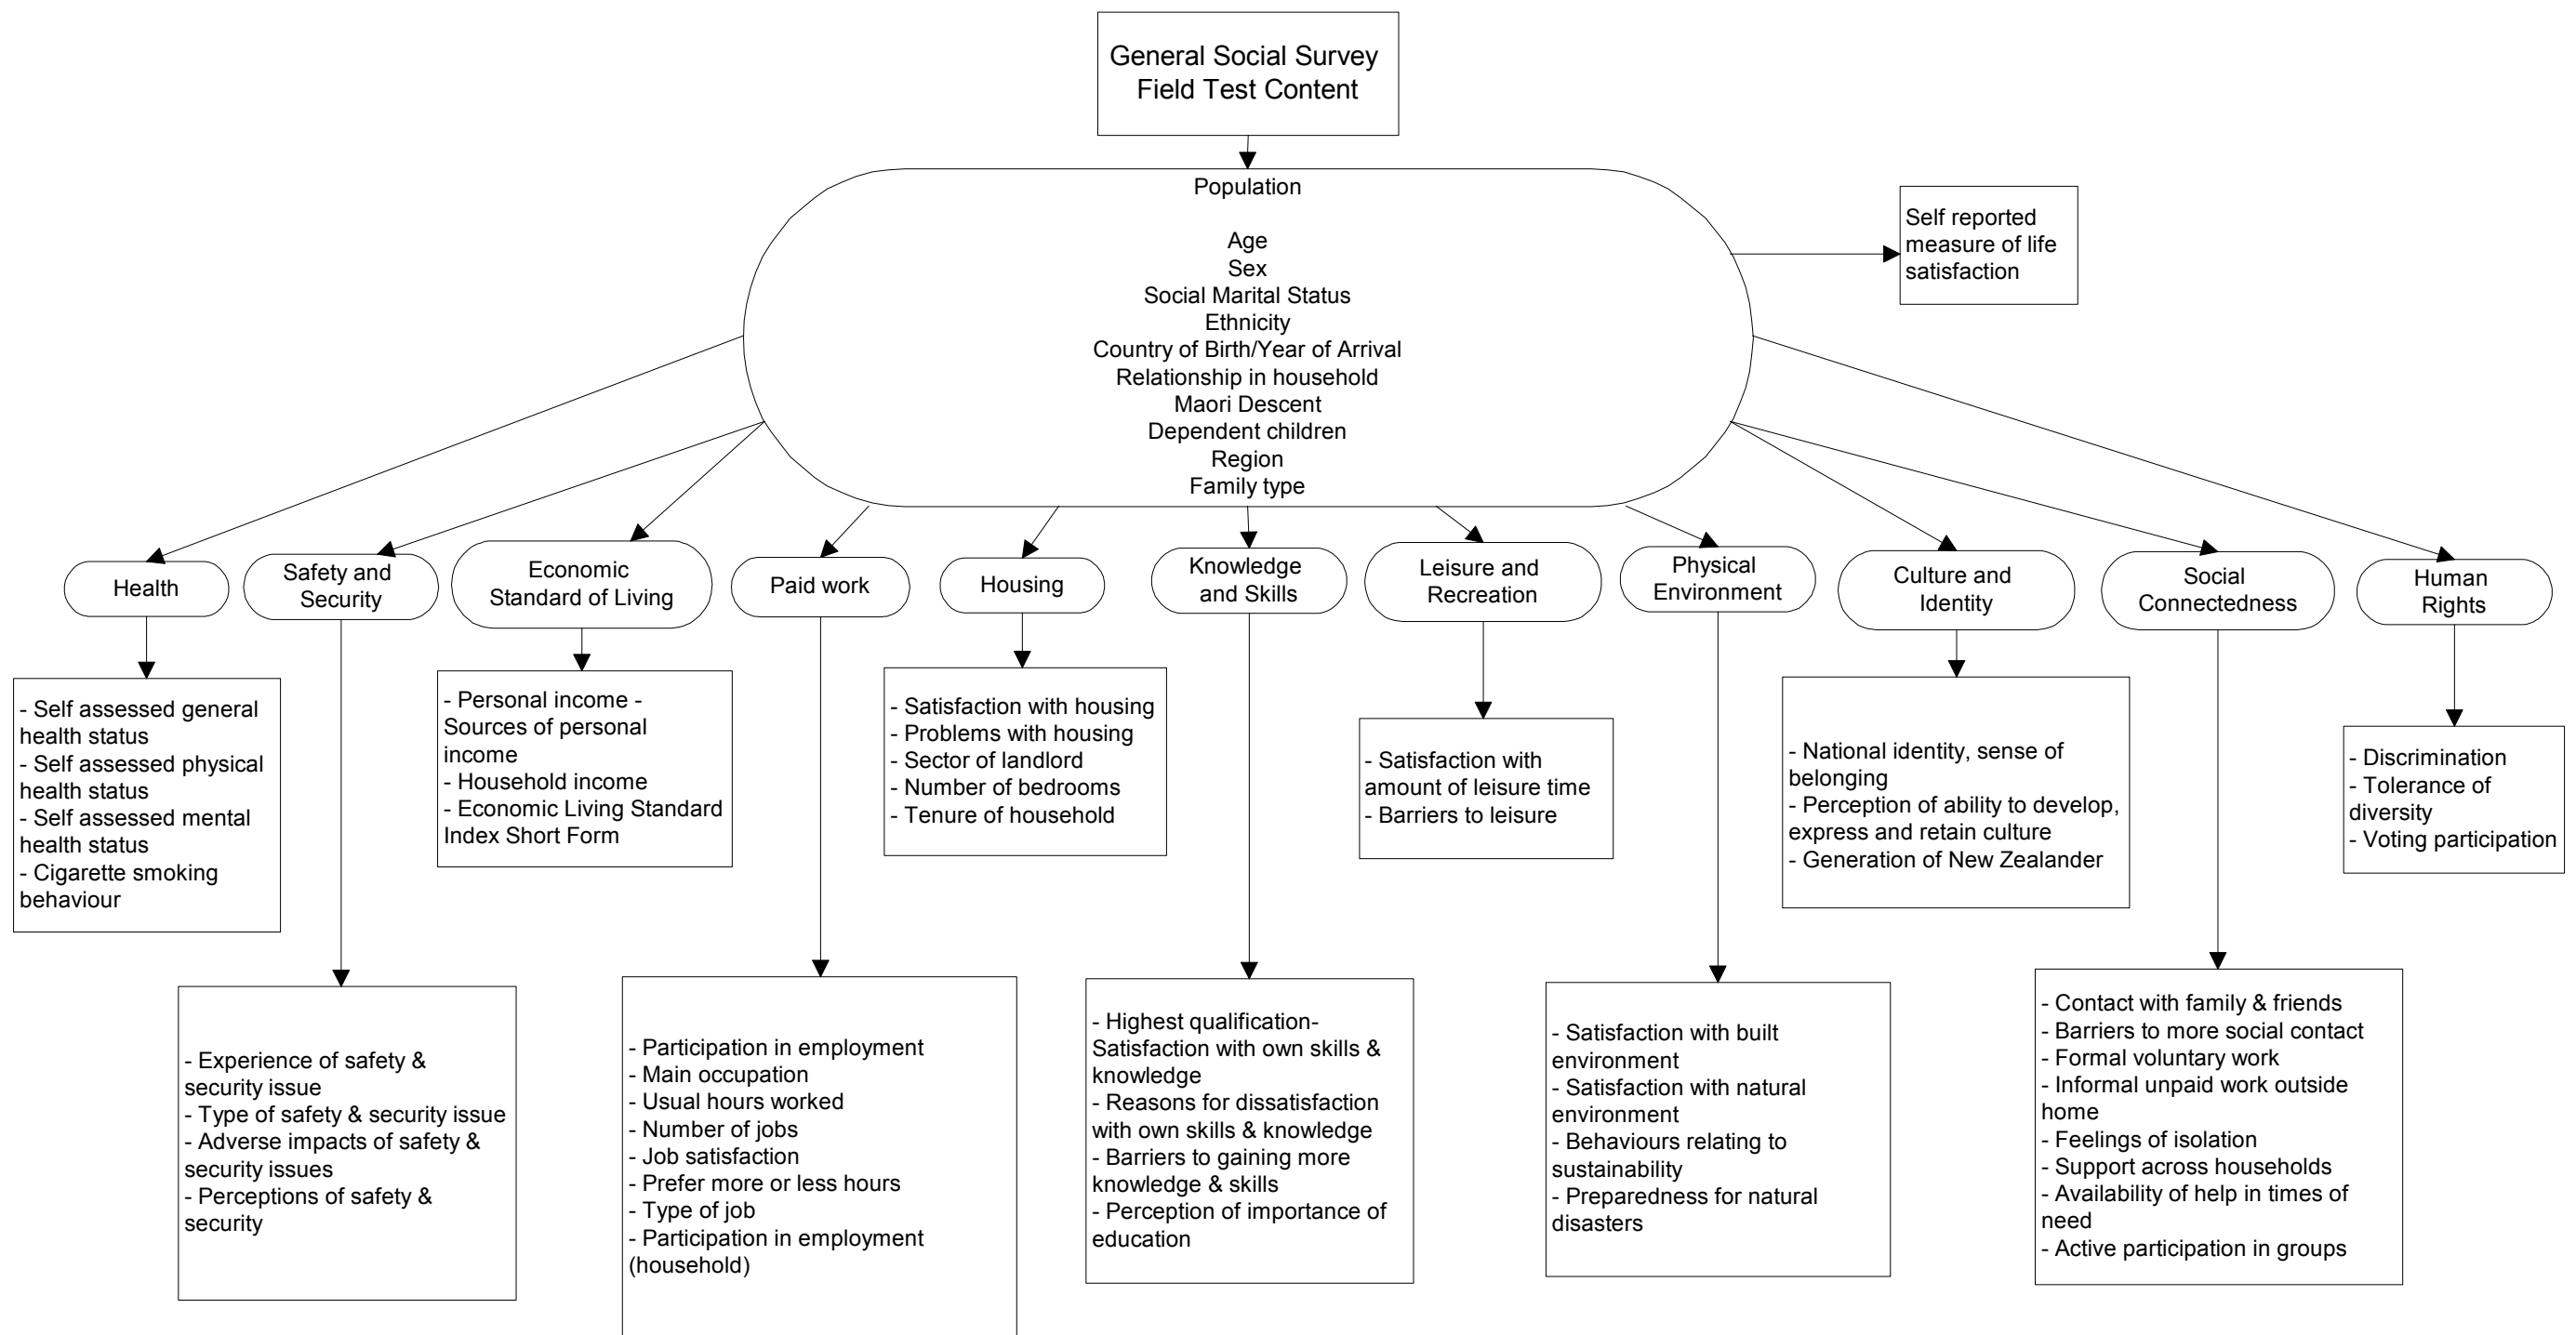 General Social Survey
Field Test Content
Population
Age
Sex
Social Marital Status
Ethnicity
Country of Birth/Year of Arrival
Relationship in household
Maori Descent
Dependent children
Region
Family type
Self reported
measure of life
satisfaction
Health
Safety and
Security
Economic
Standard of Living
Paid work
Housing
Knowledge
and Skills
Leisure and
Recreation
Physical
Environment
Culture and
Identity
Social
Connectedness
Human
Rights
- Self assessed general
health status
- Self assessed physical
health status
- Self assessed mental
health status
- Cigarette smoking
behaviour
- Experience of safety &
security issue
- Type of safety & security issue
- Adverse impacts of safety &
security issues
- Perceptions of safety &
security
- Personal income -
Sources of personal
income
- Household income
- Economic Living Standard
Index Short Form
- Participation in employment
- Main occupation
- Usual hours worked
- Number of jobs
- Job satisfaction
- Prefer more or less hours
- Type of job
- Participation in employment
(household)
- Satisfaction with housing
- Problems with housing
- Sector of landlord
- Number of bedrooms
- Tenure of household
- Highest qualification-
Satisfaction with own skills &
knowledge
- Reasons for dissatisfaction
with own skills & knowledge
- Barriers to gaining more
knowledge & skills
- Perception of importance of
education
- Satisfaction with
amount of leisure time
- Barriers to leisure
- Satisfaction with built
environment
- Satisfaction with natural
environment
- Behaviours relating to
sustainability
- Preparedness for natural
disasters
- National identity, sense of
belonging
- Perception of ability to develop,
express and retain culture
- Generation of New Zealander
- Contact with family & friends
- Barriers to more social contact
- Formal voluntary work
- Informal unpaid work outside
home
- Feelings of isolation
- Support across households
- Availability of help in times of
need
- Active participation in groups
- Discrimination
- Tolerance of
diversity
- Voting participation